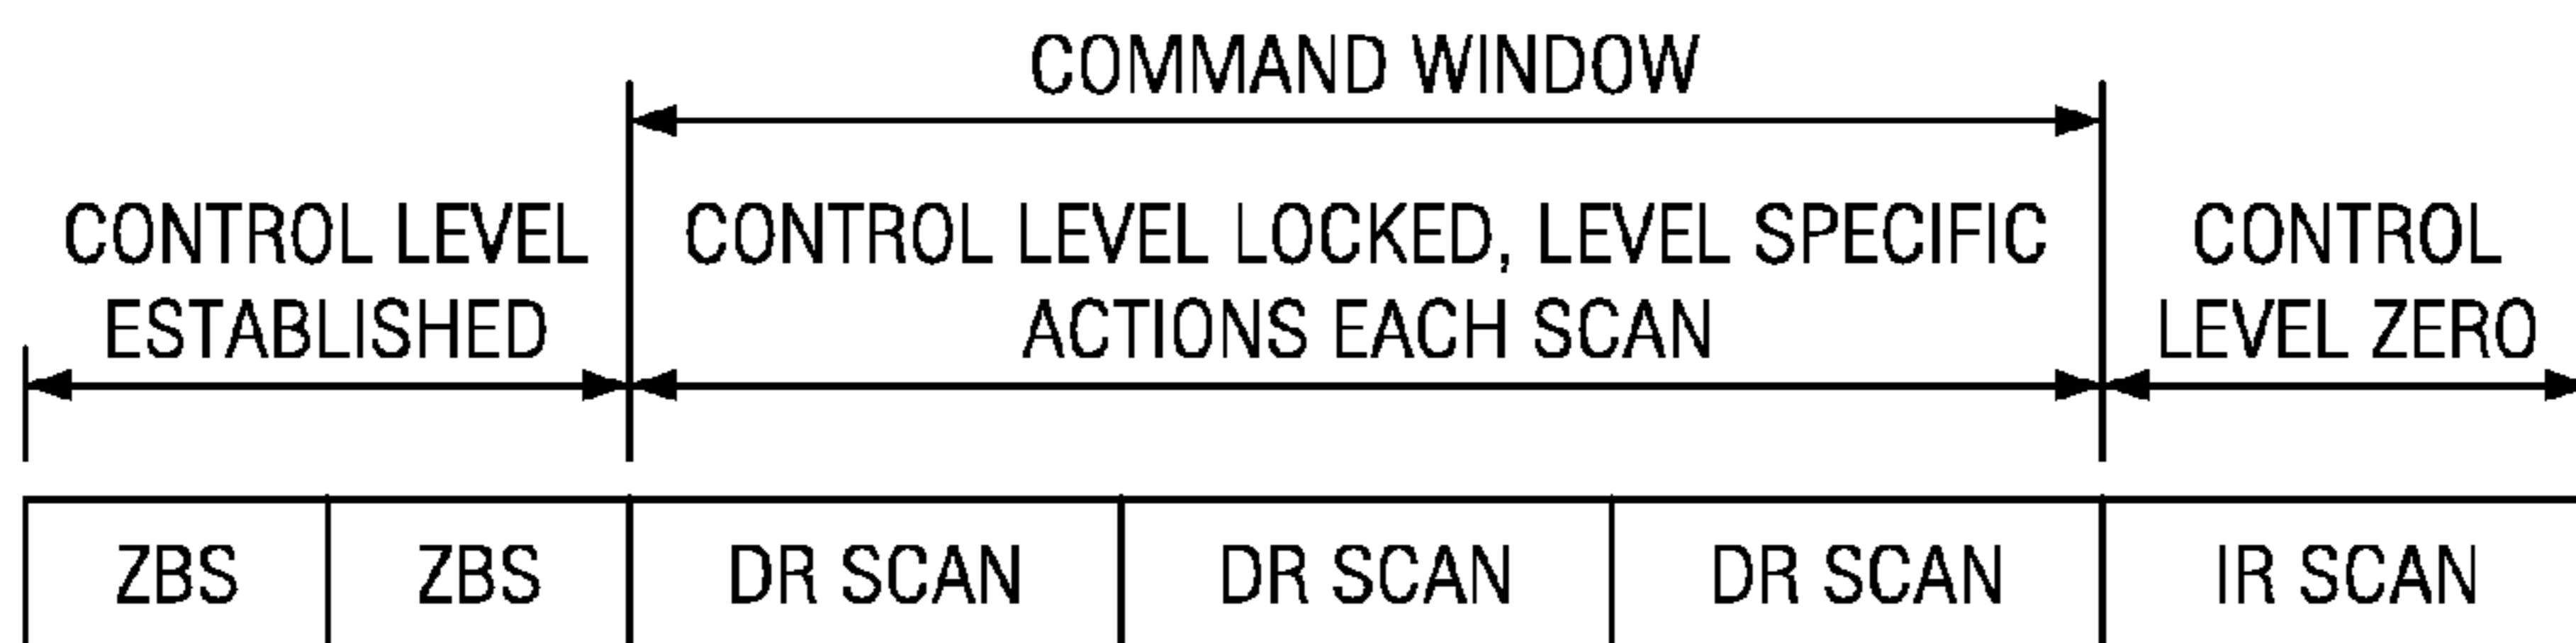 COMMAND WINDOW
CONTROL LEVEL
ESTABLISHED
CONTROL LEVEL LOCKED, LEVEL SPECIFIC
ACTIONS EACH SCAN
CONTROL
LEVEL ZERO
ZBS
ZBS
DR SCAN
DR SCAN
DR SCAN
IR SCAN